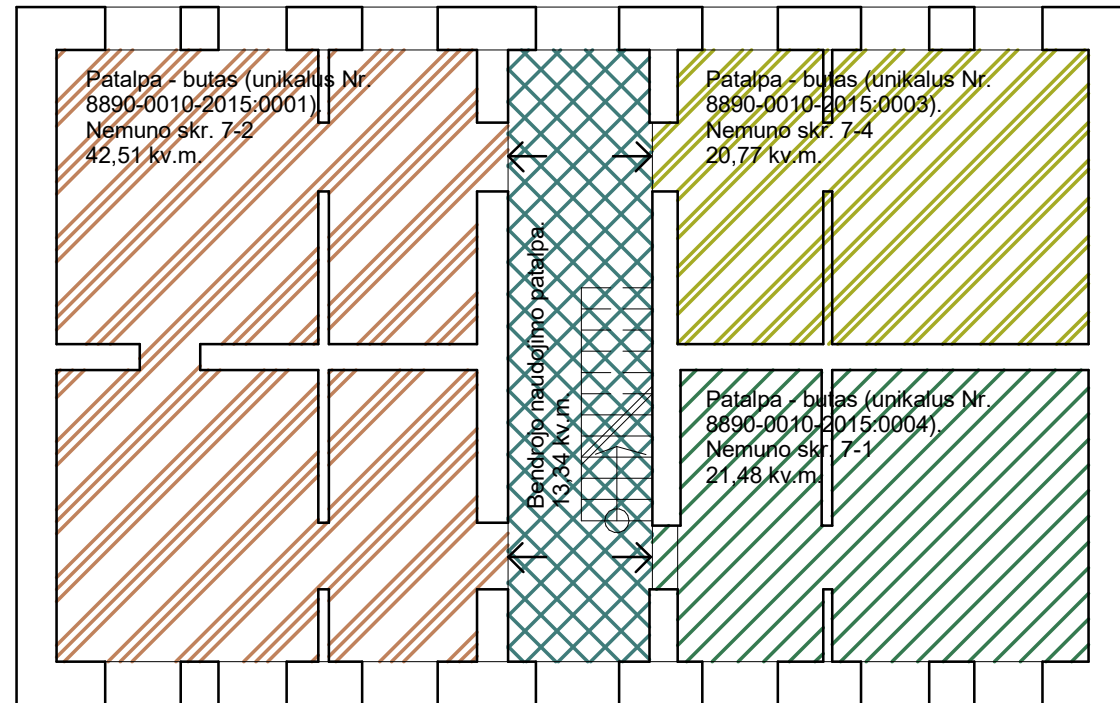 Patalpa - butas (unikalus Nr.
8890-0010-2015:0001).
Nemuno skr. 7-2
42,51 kv.m.
Patalpa - butas (unikalus Nr.
8890-0010-2015:0003).
Nemuno skr. 7-4
20,77 kv.m.
Bendrojo naudojimo patalpa.
13,34 kv.m.
Patalpa - butas (unikalus Nr.
8890-0010-2015:0004).
Nemuno skr. 7-1
21,48 kv.m.